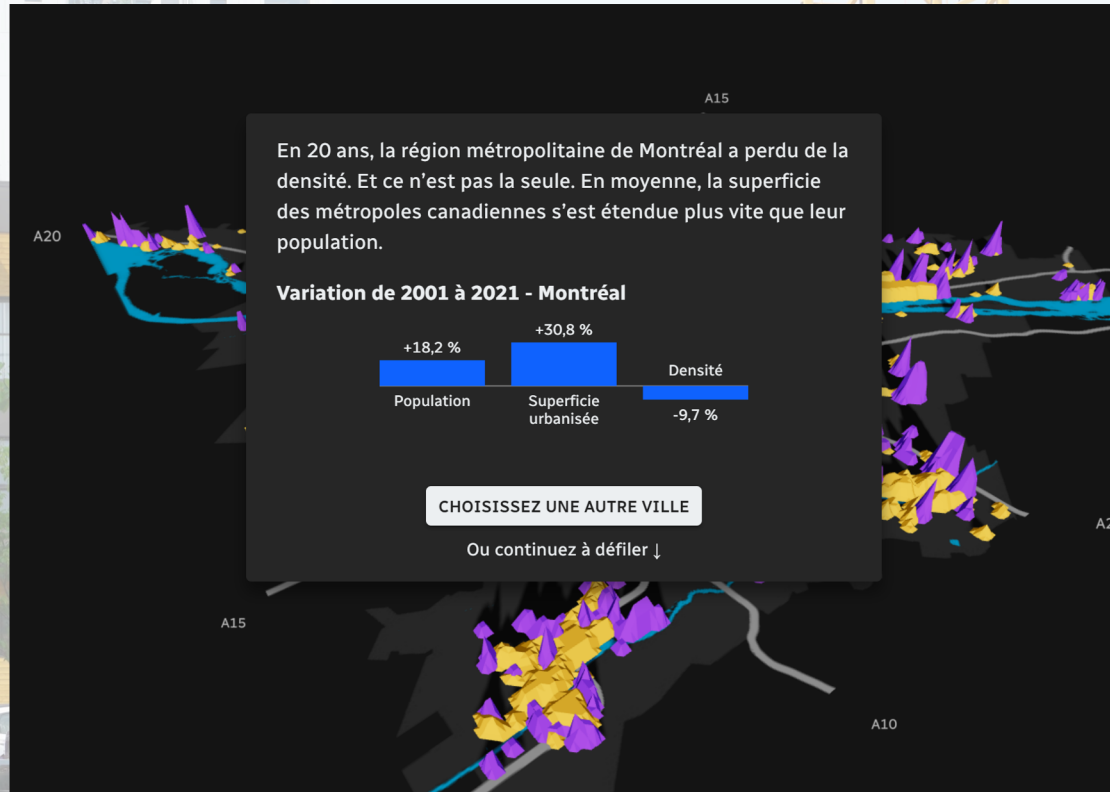 A15
En 20 ans, la région métropolitaine de Montréal a perdu de la
densité. Et ce n’est pas la seule. En moyenne, la superficie
des métropoles canadiennes s’est étendue plus vite que leur
population.
A20
Variation de 2001 à 2021 - Montréal
+18,2 %
Population
+30,8 %
Superficie
urbanisée
Densité
-9,7 %
CHOISISSEZ UNE AUTRE VILLE
Ou continuez à défiler ↓
A15
A10